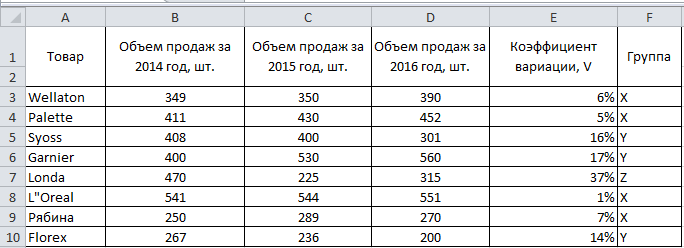 A B C D E F
1 Товар Объем продаж за 2014 год, шт. Объем продаж за 2015 год, шт. Объем продаж за 2016 год, шт. Коэффициент вариации, V Группа
2
3 Wellaton 349 350 390 6% X
4 Palette 411 430 452 5% X
5 Syoss 408 400 301 16% Y
6 Garnier 400 530 560 17% Y
7 Londa 470 225 315 37% Z
8 L"Oreal 541 544 551 1% X
9 Рябина 250 289 270 7% X
10 Florex 267 236 200 14% Y